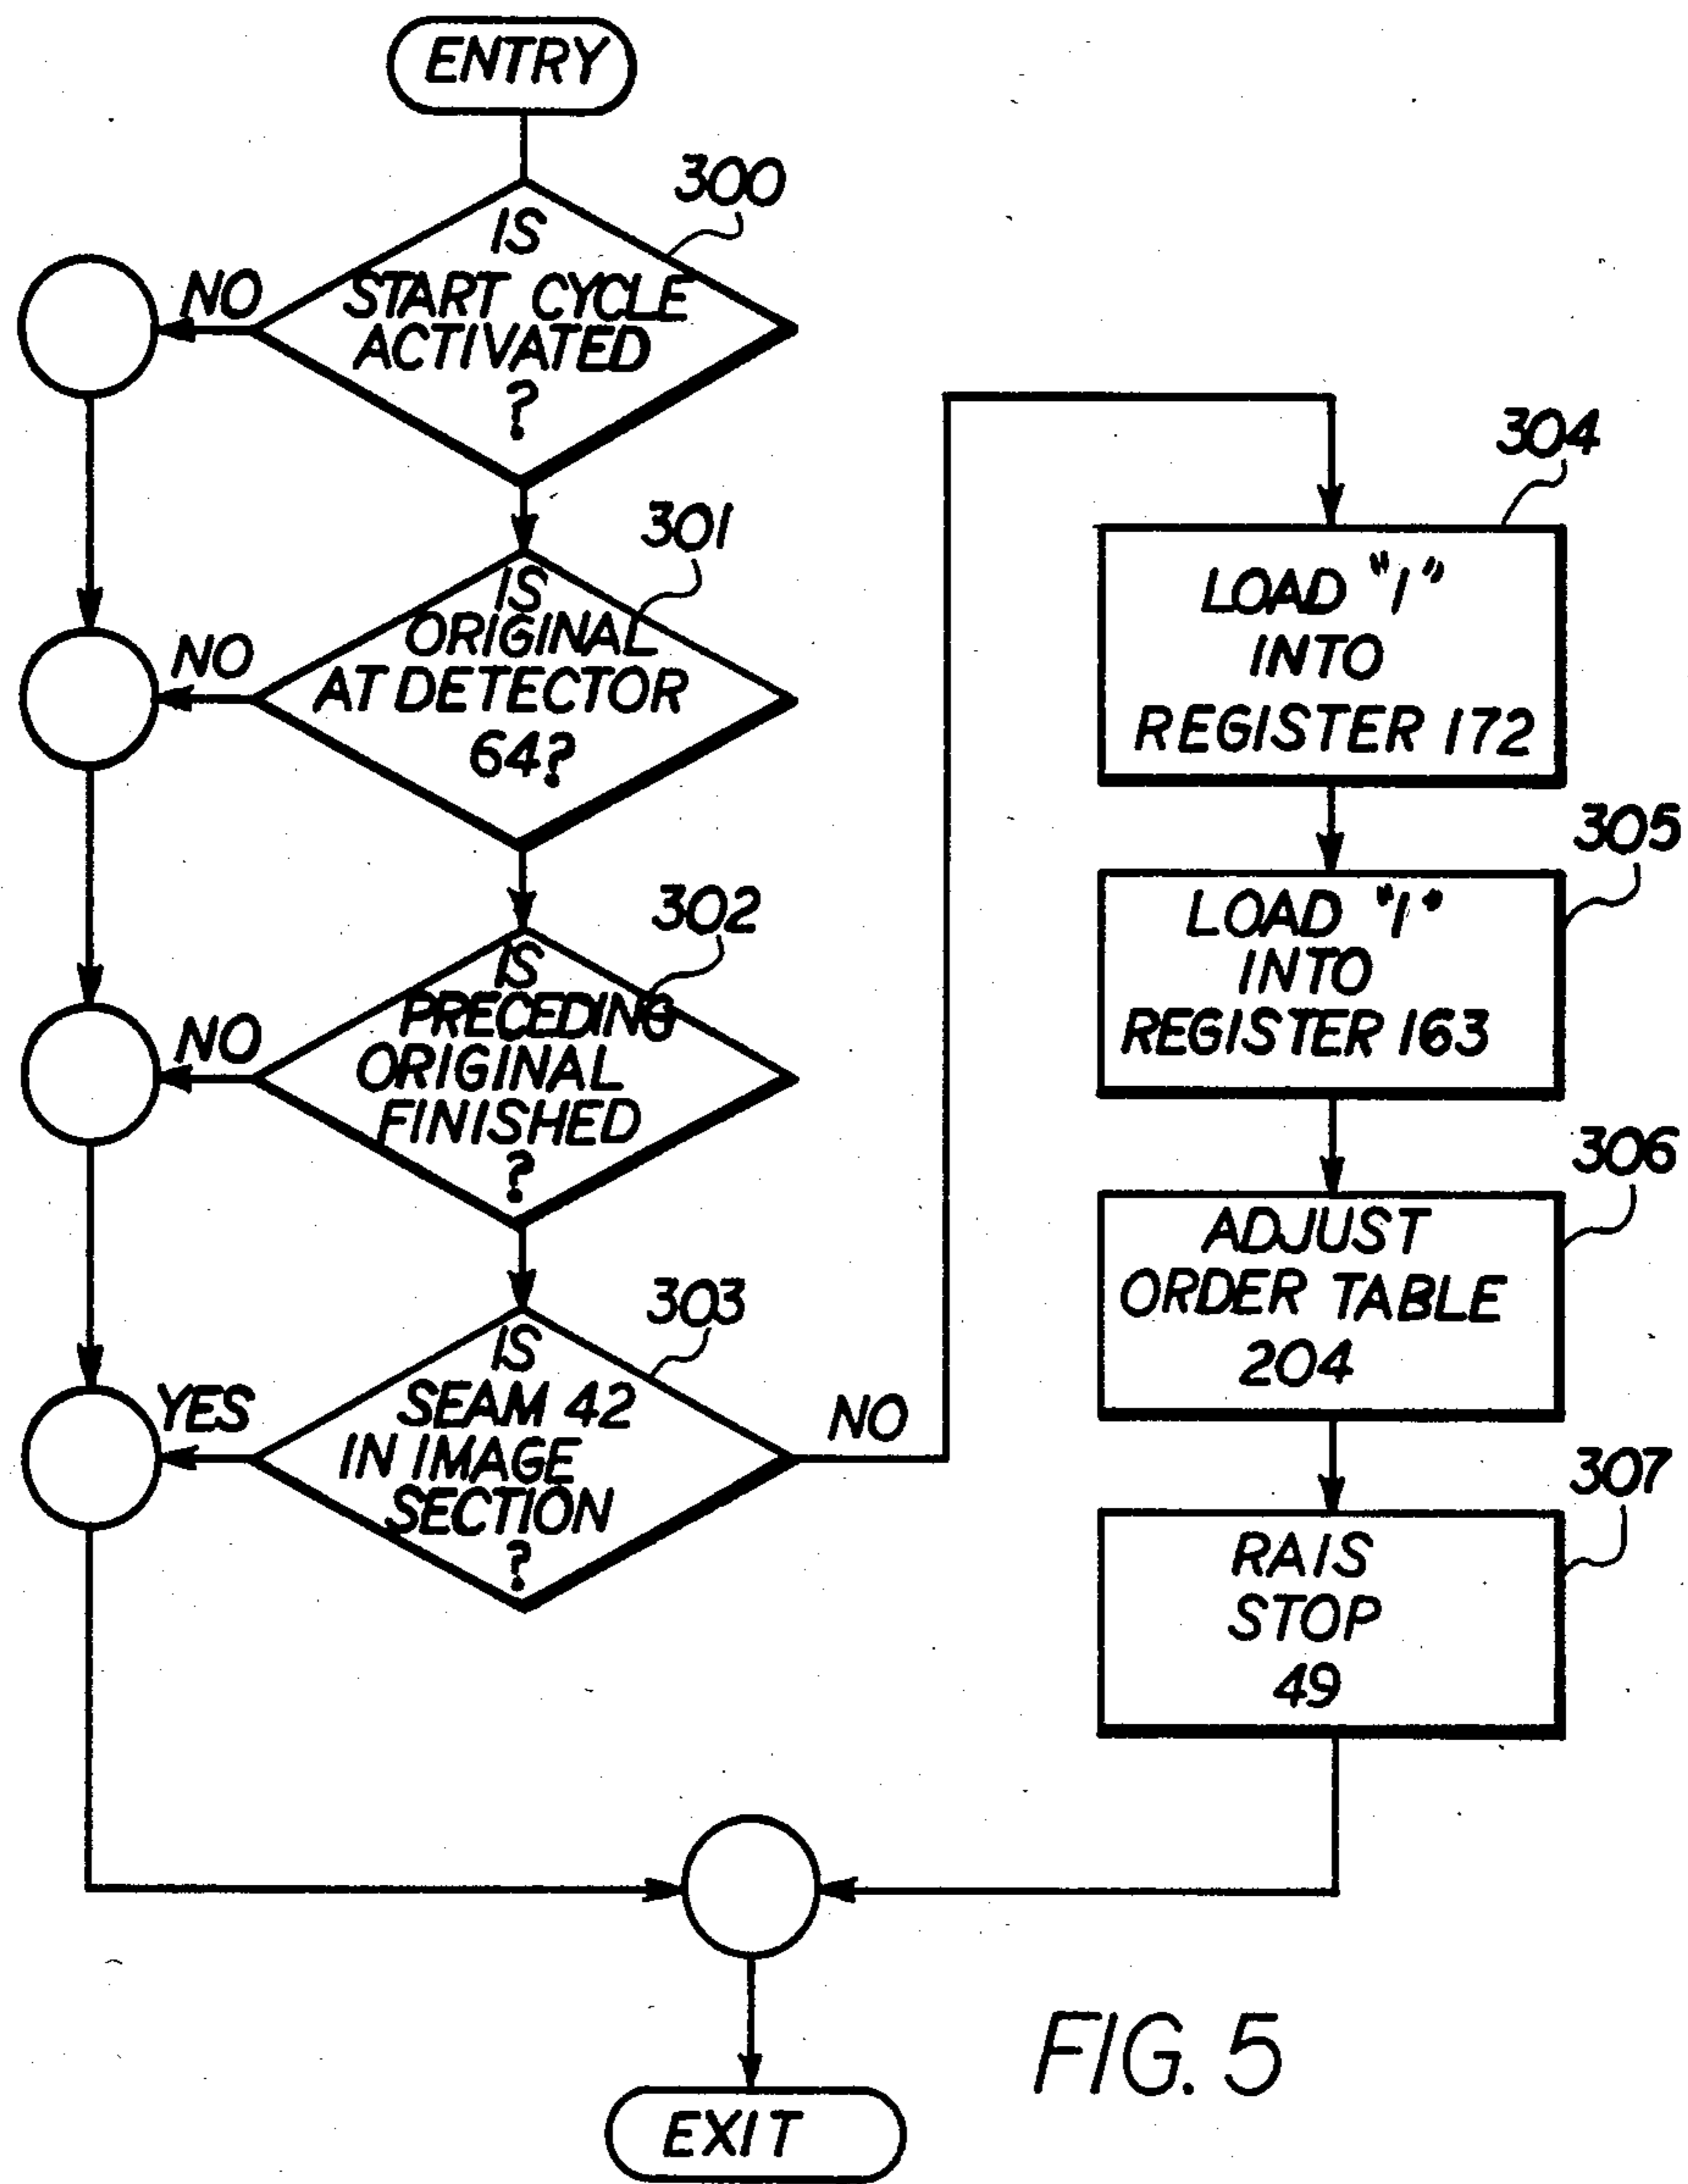 ENTRY
300
IS
START CYCLE
ACTIVATED
?
NO
301
IS
ORIGINAL
AT DETECTOR
64?
NO
302
IS
PRECEDING
ORIGINAL
FINISHED
?
NO
303
IS
SEAM 42
IN IMAGE
SECTION
?
YES
NO
304
LOAD "1"
INTO
REGISTER 172
305
LOAD "1"
INTO
REGISTER 163
306
ADJUST
ORDER TABLE
204
307
RAIS
STOP
49
EXIT
FIG. 5